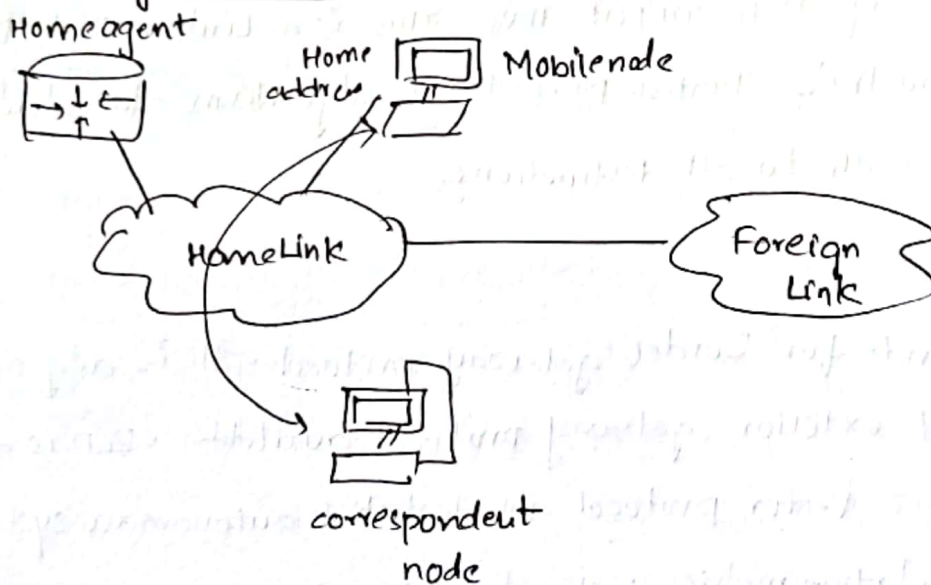 Homeagent
Home
address
Mobilenode
HomeLink
Foreign
Link
correspondent
node